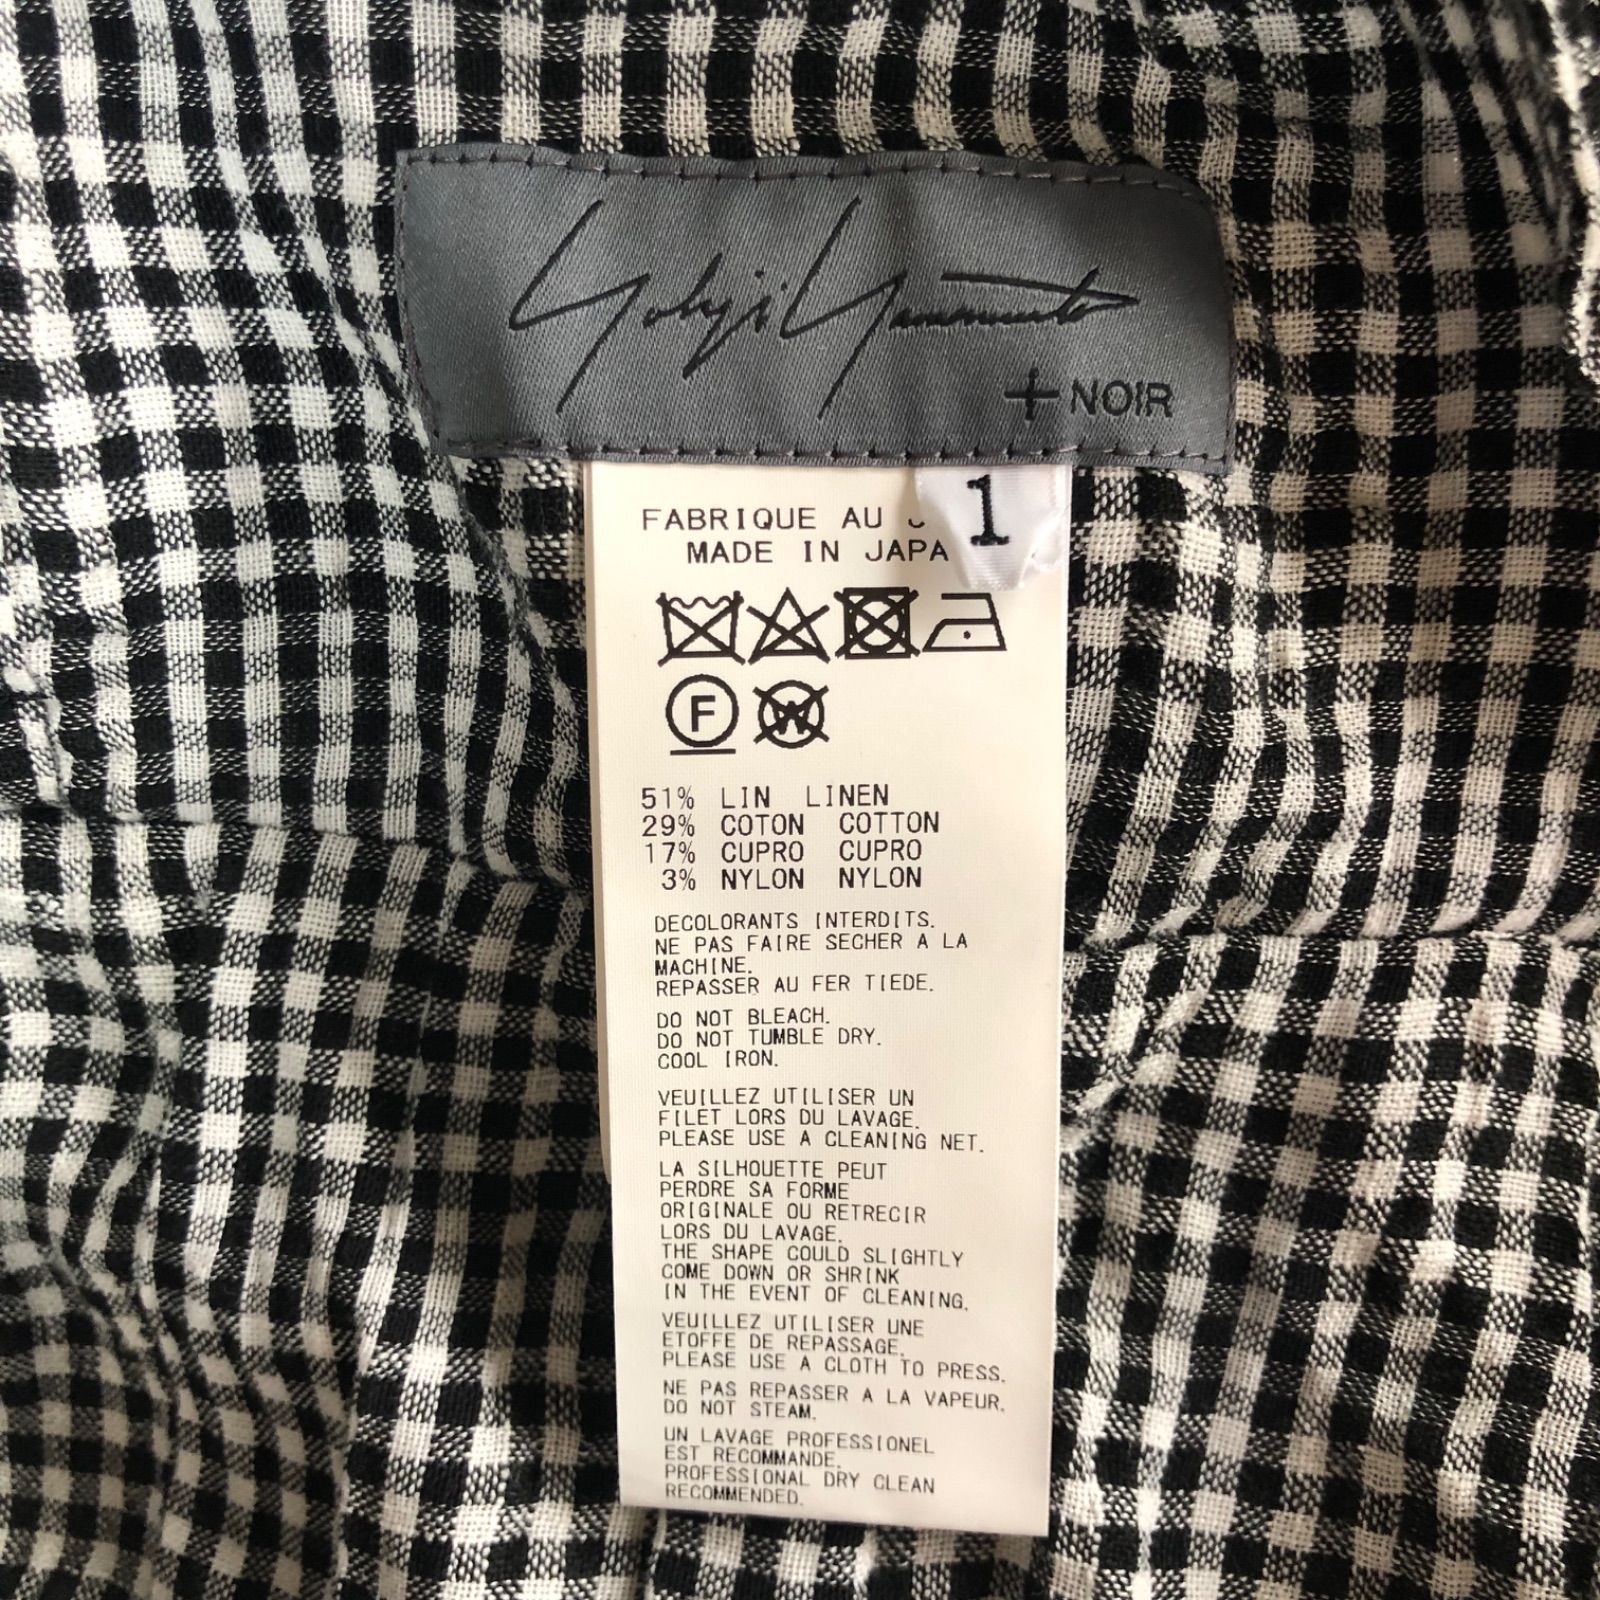 Yohji Yamamoto
+NOIR
1
FABRIQUE AU
MADE IN
F
W
51% LIN LINEN
29% COTON COTTON
17% CUPRO CUPRO
3% NYLON NYLON
DECOLORANTS INTERDITS.
NE PAS FAIRE SECHER A LA
MACHINE.
REPASSER AU FER TIEDE.
DO NOT BLEACH.
DO NOT TUMBLE DRY.
COOL IRON.
VEUILLEZ UTILISER UN
FILET LORS DU LAVAGE.
PLEASE USE A CLEANING NET.
LA SILHOUETTE PEUT
PERDRE SA FORME
ORIGINALE OU RETRECIR
LORS DU LAVAGE.
THE SHAPE COULD SLIGHTLY
COME DOWN OR SHRINK
IN THE EVENT OF CLEANING.
VEUILLEZ UTILISER UNE
ETOFFE DE REPASSAGE.
PLEASE USE A CLOTH TO PRESS.
NE PAS REPASSER A LA VAPEUR.
DO NOT STEAM.
UN LAVAGE PROFESSIONEL
EST RECOMMANDE.
PROFESSIONAL DRY CLEAN
RECOMMENDED.